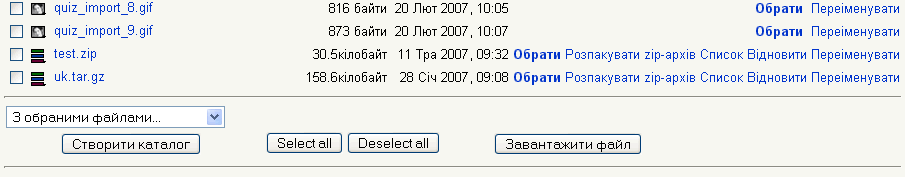 quiz_import_8.gif 816 байти 20 Лют 2007, 10:05 Обрати Переіменувати
quiz_import_9.gif 873 байти 20 Лют 2007, 10:07 Обрати Переіменувати
test.zip 30.5кілобайт 11 Тра 2007, 09:32 Обрати Розпакувати zip-архів Список Відновити Переіменувати
uk.tar.gz 158.6кілобайт 28 Січ 2007, 09:08 Обрати Розпакувати zip-архів Список Відновити Переіменувати
З обраними файлами...
Створити каталог Select all Deselect all Завантажити файл